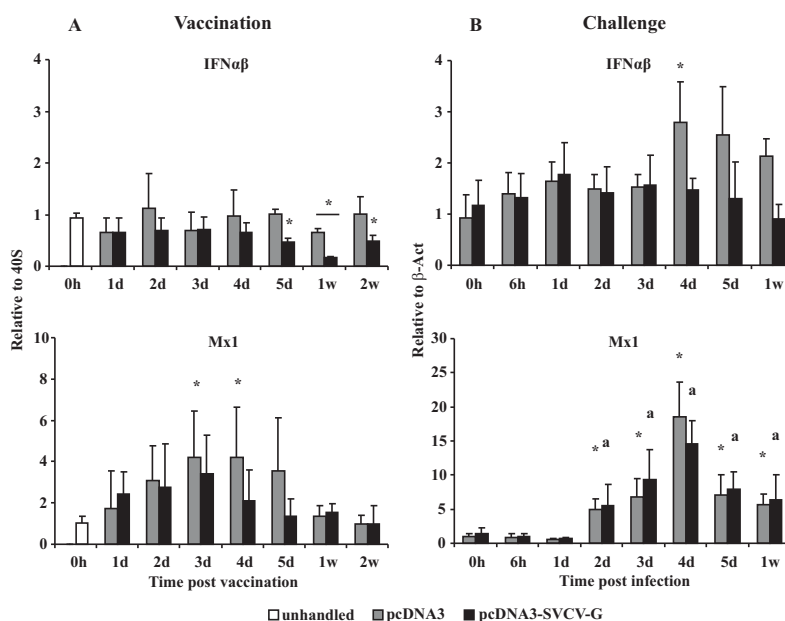 A Vaccination
IFNαβ
4
3
2
1
0
* * *
0h 1d 2d 3d 4d 5d 1w 2w
Relative to 40S
Mx1
10
8
6
4
2
0
* *
0h 1d 2d 3d 4d 5d 1w 2w
Time post vaccination
B Challenge
IFNαβ
4
3
2
1
0
*
0h 6h 1d 2d 3d 4d 5d 1w
Relative to β-Act
Mx1
30
25
20
15
10
5
0
* a * a * a * a * a
0h 6h 1d 2d 3d 4d 5d 1w
Time post infection
unhandled pcDNA3 pcDNA3-SVCV-G